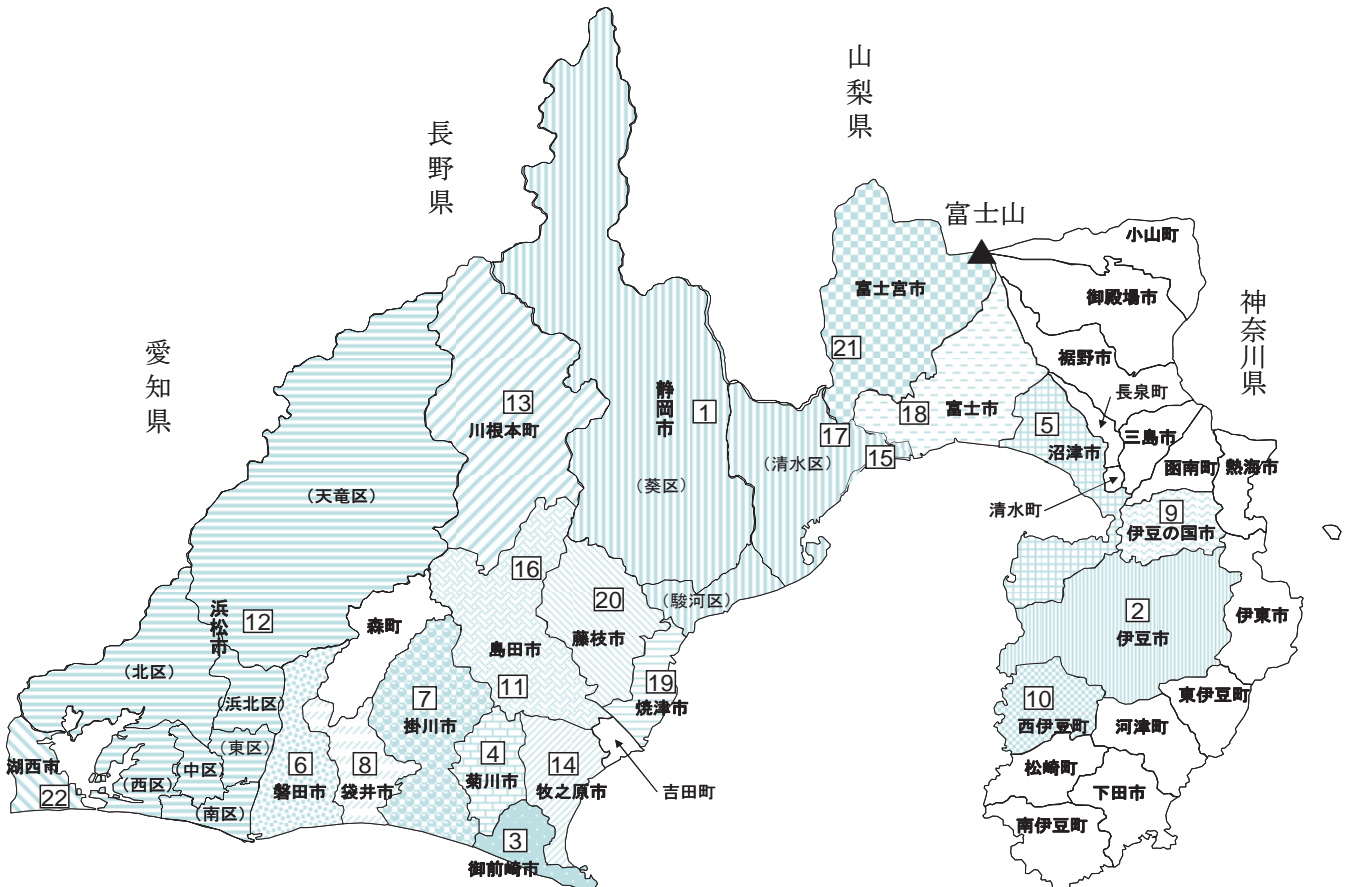 山梨県
長野県
富士山
小山町
御殿場市
神奈川県
富士宮市
愛知県
裾野市
21
長泉町
静岡市
1
13
川根本町
18
富士市
5
沼津市
三島市
函南町
熱海市
17
15
(清水区)
(天竜区)
(葵区)
清水町
9
伊豆の国市
16
20
(駿河区)
2
伊豆市
伊東市
浜松市
12
森町
藤枝市
島田市
(北区)
(浜北区)
7
掛川市
11
19
焼津市
10
西伊豆町
東伊豆町
河津町
湖西市
22
(東区)
(中区)
(西区)
(南区)
6
磐田市
8
袋井市
4
菊川市
14
牧之原市
吉田町
松崎町
下田市
南伊豆町
3
御前崎市